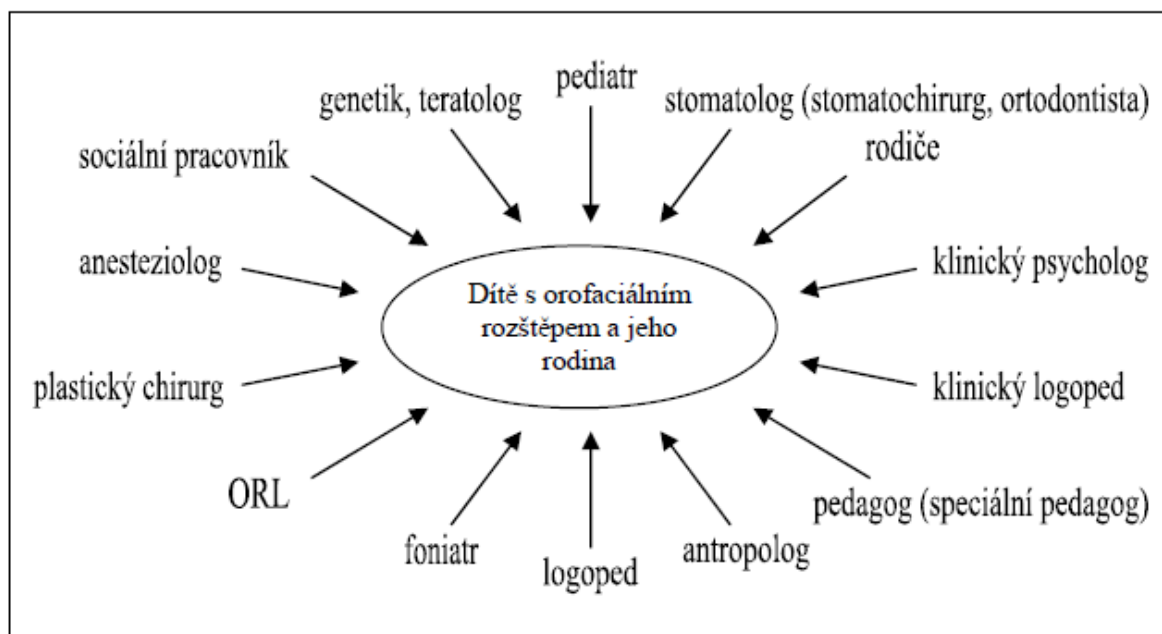 pediatr
genetik, teratolog
stomatolog (stomatochirurg, ortodontista)
rodiče
sociální pracovník
anesteziolog
klinický psycholog
Dítě s orofaciálním
rozštěpem a jeho
rodina
plastický chirurg
klinický logoped
ORL
pedagog (speciální pedagog)
foniatr
logoped
antropolog